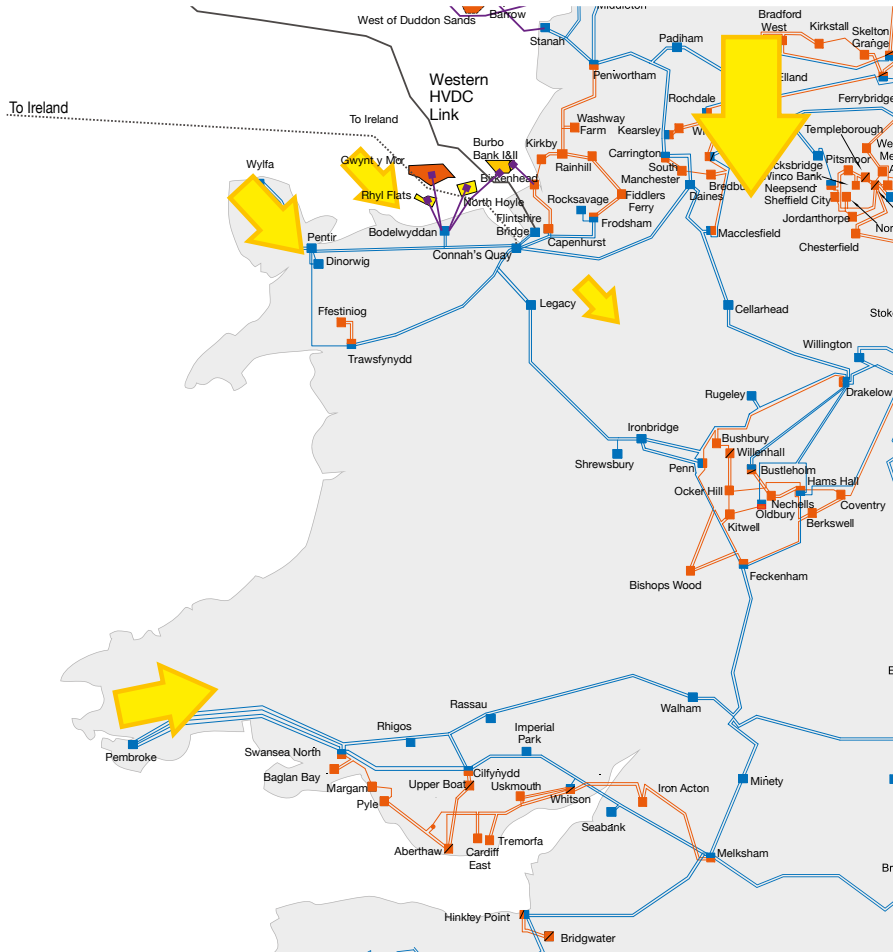 West of Duddon Sands
Barrow
Middleton
Stanah
Padiham
Bradford
West
Kirkstall
Skelton
Grange
Penwortham
Elland
Western
HVDC
Link
To Ireland
Rochdale
Ferrybridge
To Ireland
Washway
Farm
Kearsley
Templeborough
Kirkby
Burbo
Bank I&II
Gwynt y Mor
Carrington
Pitsmoor
Wylfa
Birkenhead
Rainhill
South
Manchester
Winco Bank
Neepsend
Rhyl Flats
North Hoyle
Rocksavage
Fiddlers
Ferry
Daines
Sheffield City
Jordanthorpe
Bodelwyddan
Flintshire
Bridge
Frodsham
Macclesfield
Pentir
Capenhurst
Chesterfield
Dinorwig
Connah's Quay
Legacy
Cellarhead
Ffestiniog
Willington
Trawsfynydd
Drakelow
Rugeley
Ironbridge
Bushbury
Willenhall
Shrewsbury
Penn
Bustleholm
Hams Hall
Ocker Hill
Nechells
Coventry
Oldbury
Berkswell
Kitwell
Bishops Wood
Feckenham
Rassau
Walham
Rhigos
Imperial
Park
Pembroke
Swansea North
Cilfynydd
Baglan Bay
Upper Boat
Uskmouth
Minety
Margam
Whitson
Iron Acton
Pyle
Seabank
Tremorfa
Aberthaw
Cardiff
East
Melksham
Hinkley Point
Bridgwater